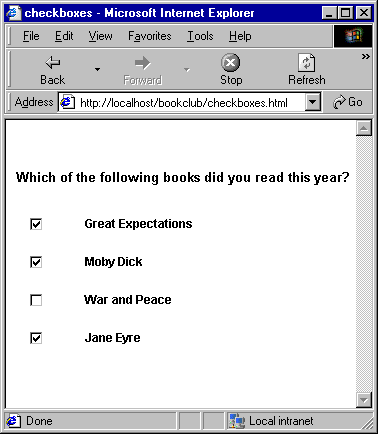 checkboxes - Microsoft Internet Explorer
File Edit View Favorites Tools Help
Back Forward Stop Refresh »
Address http://localhost/bookclub/checkboxes.html Go
Which of the following books did you read this year?
Great Expectations
Moby Dick
War and Peace
Jane Eyre
Done Local intranet